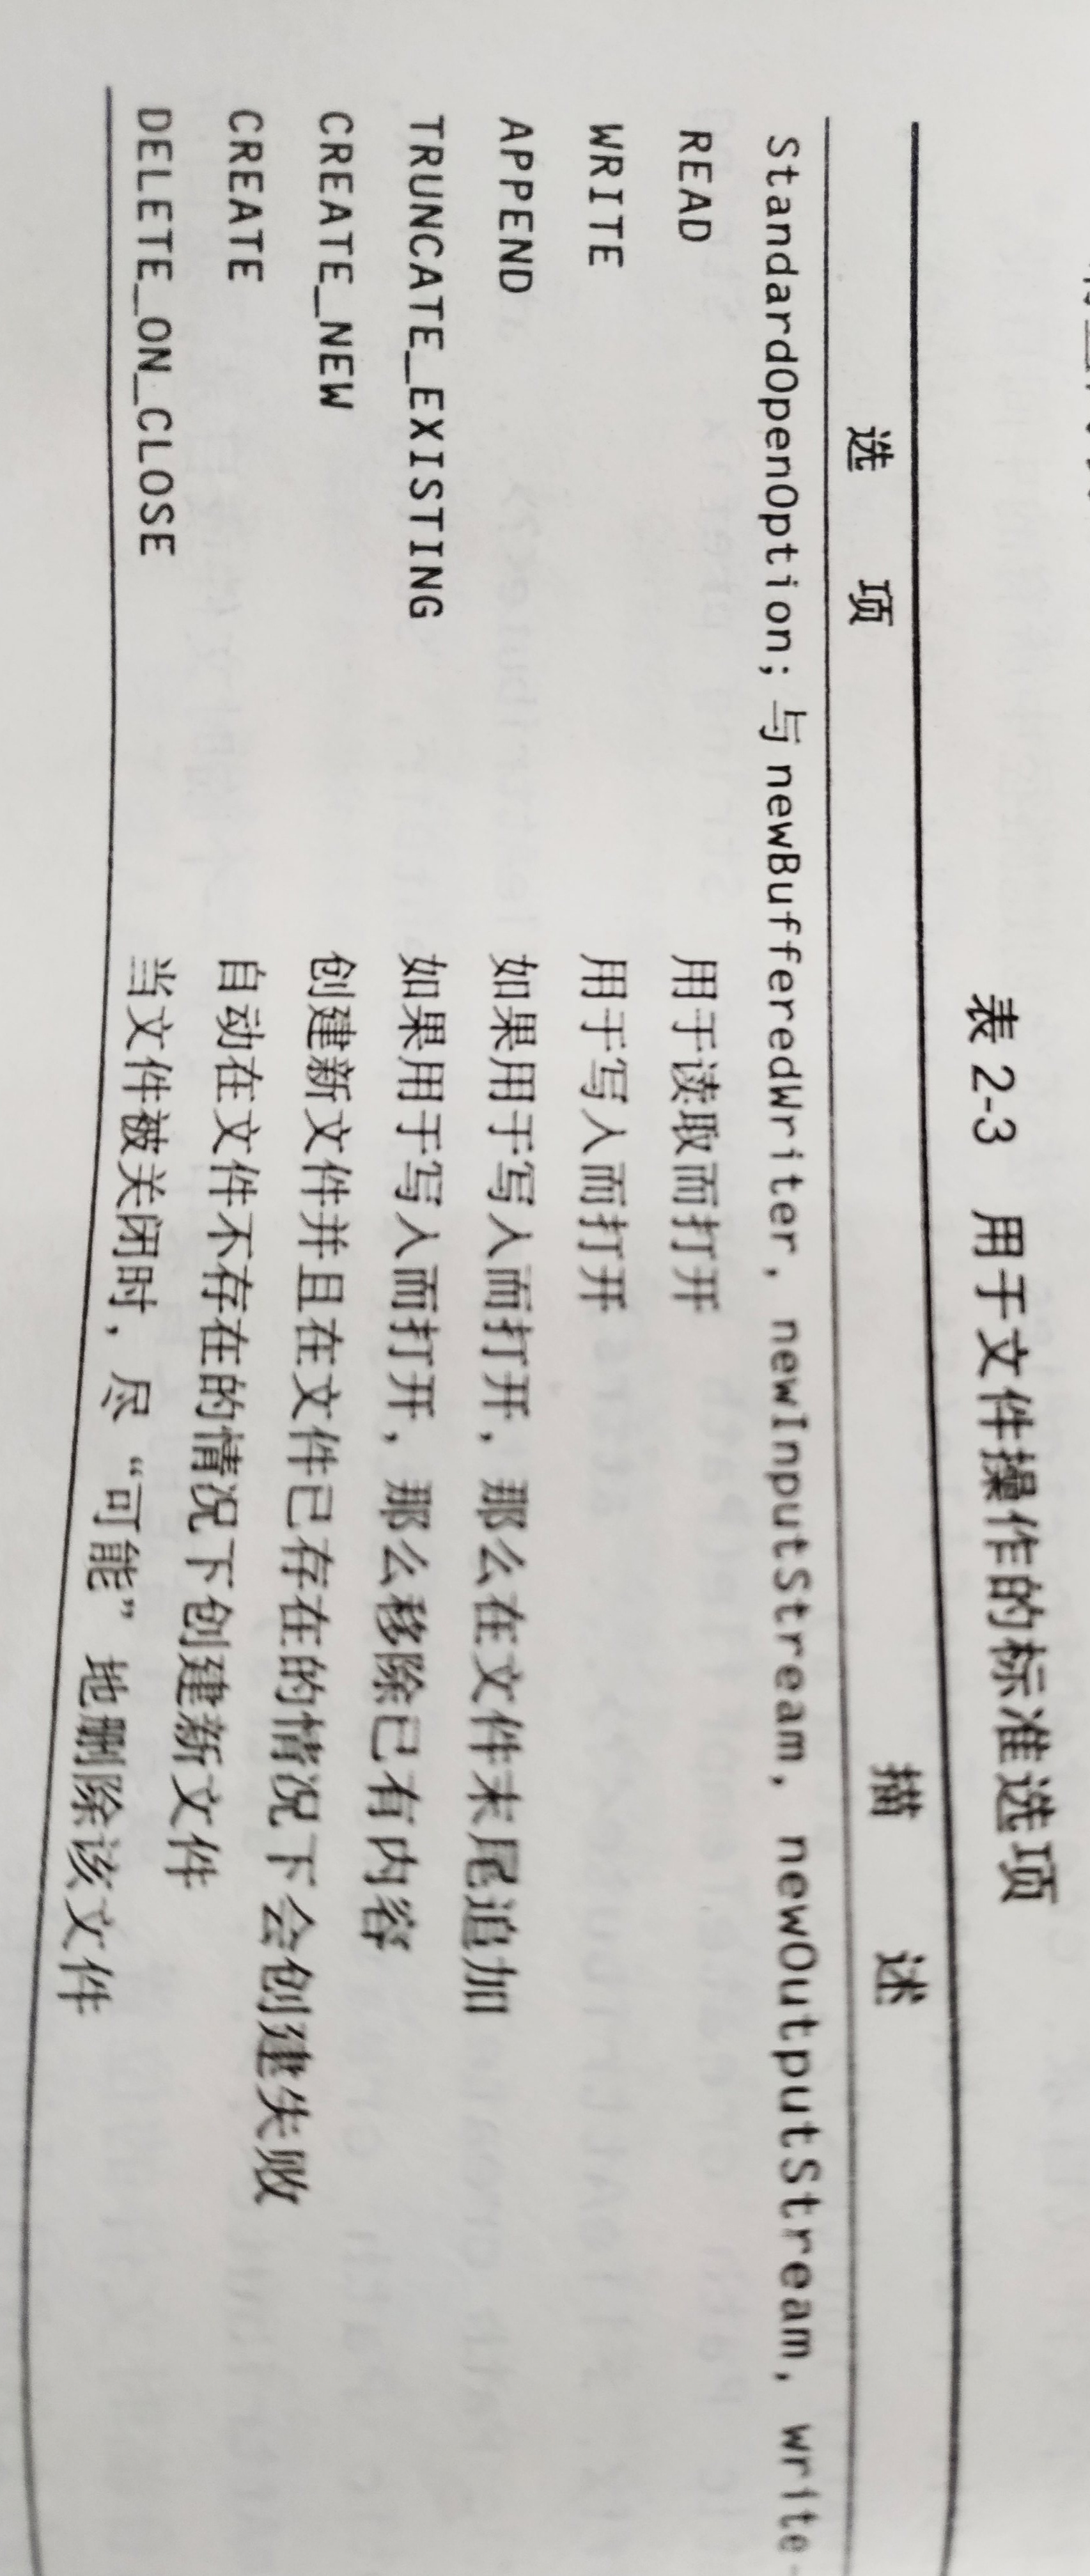 表 2-3 用于文件操作的标准选项
选 项 描 述
StandardOpenOption; 与 newBufferedWriter, newInputStream, newOutputStream, write
READ 用于读取而打开
WRITE 用于写入而打开
APPEND 如果用于写入而打开，那么在文件末尾追加
TRUNCATE_EXISTING 如果用于写入而打开，那么移除已有内容
CREATE_NEW 创建新文件并且在文件已存在的情况下会创建失败
CREATE 自动在文件不存在的情况下创建新文件
DELETE_ON_CLOSE 当文件被关闭时，尽“可能”地删除该文件